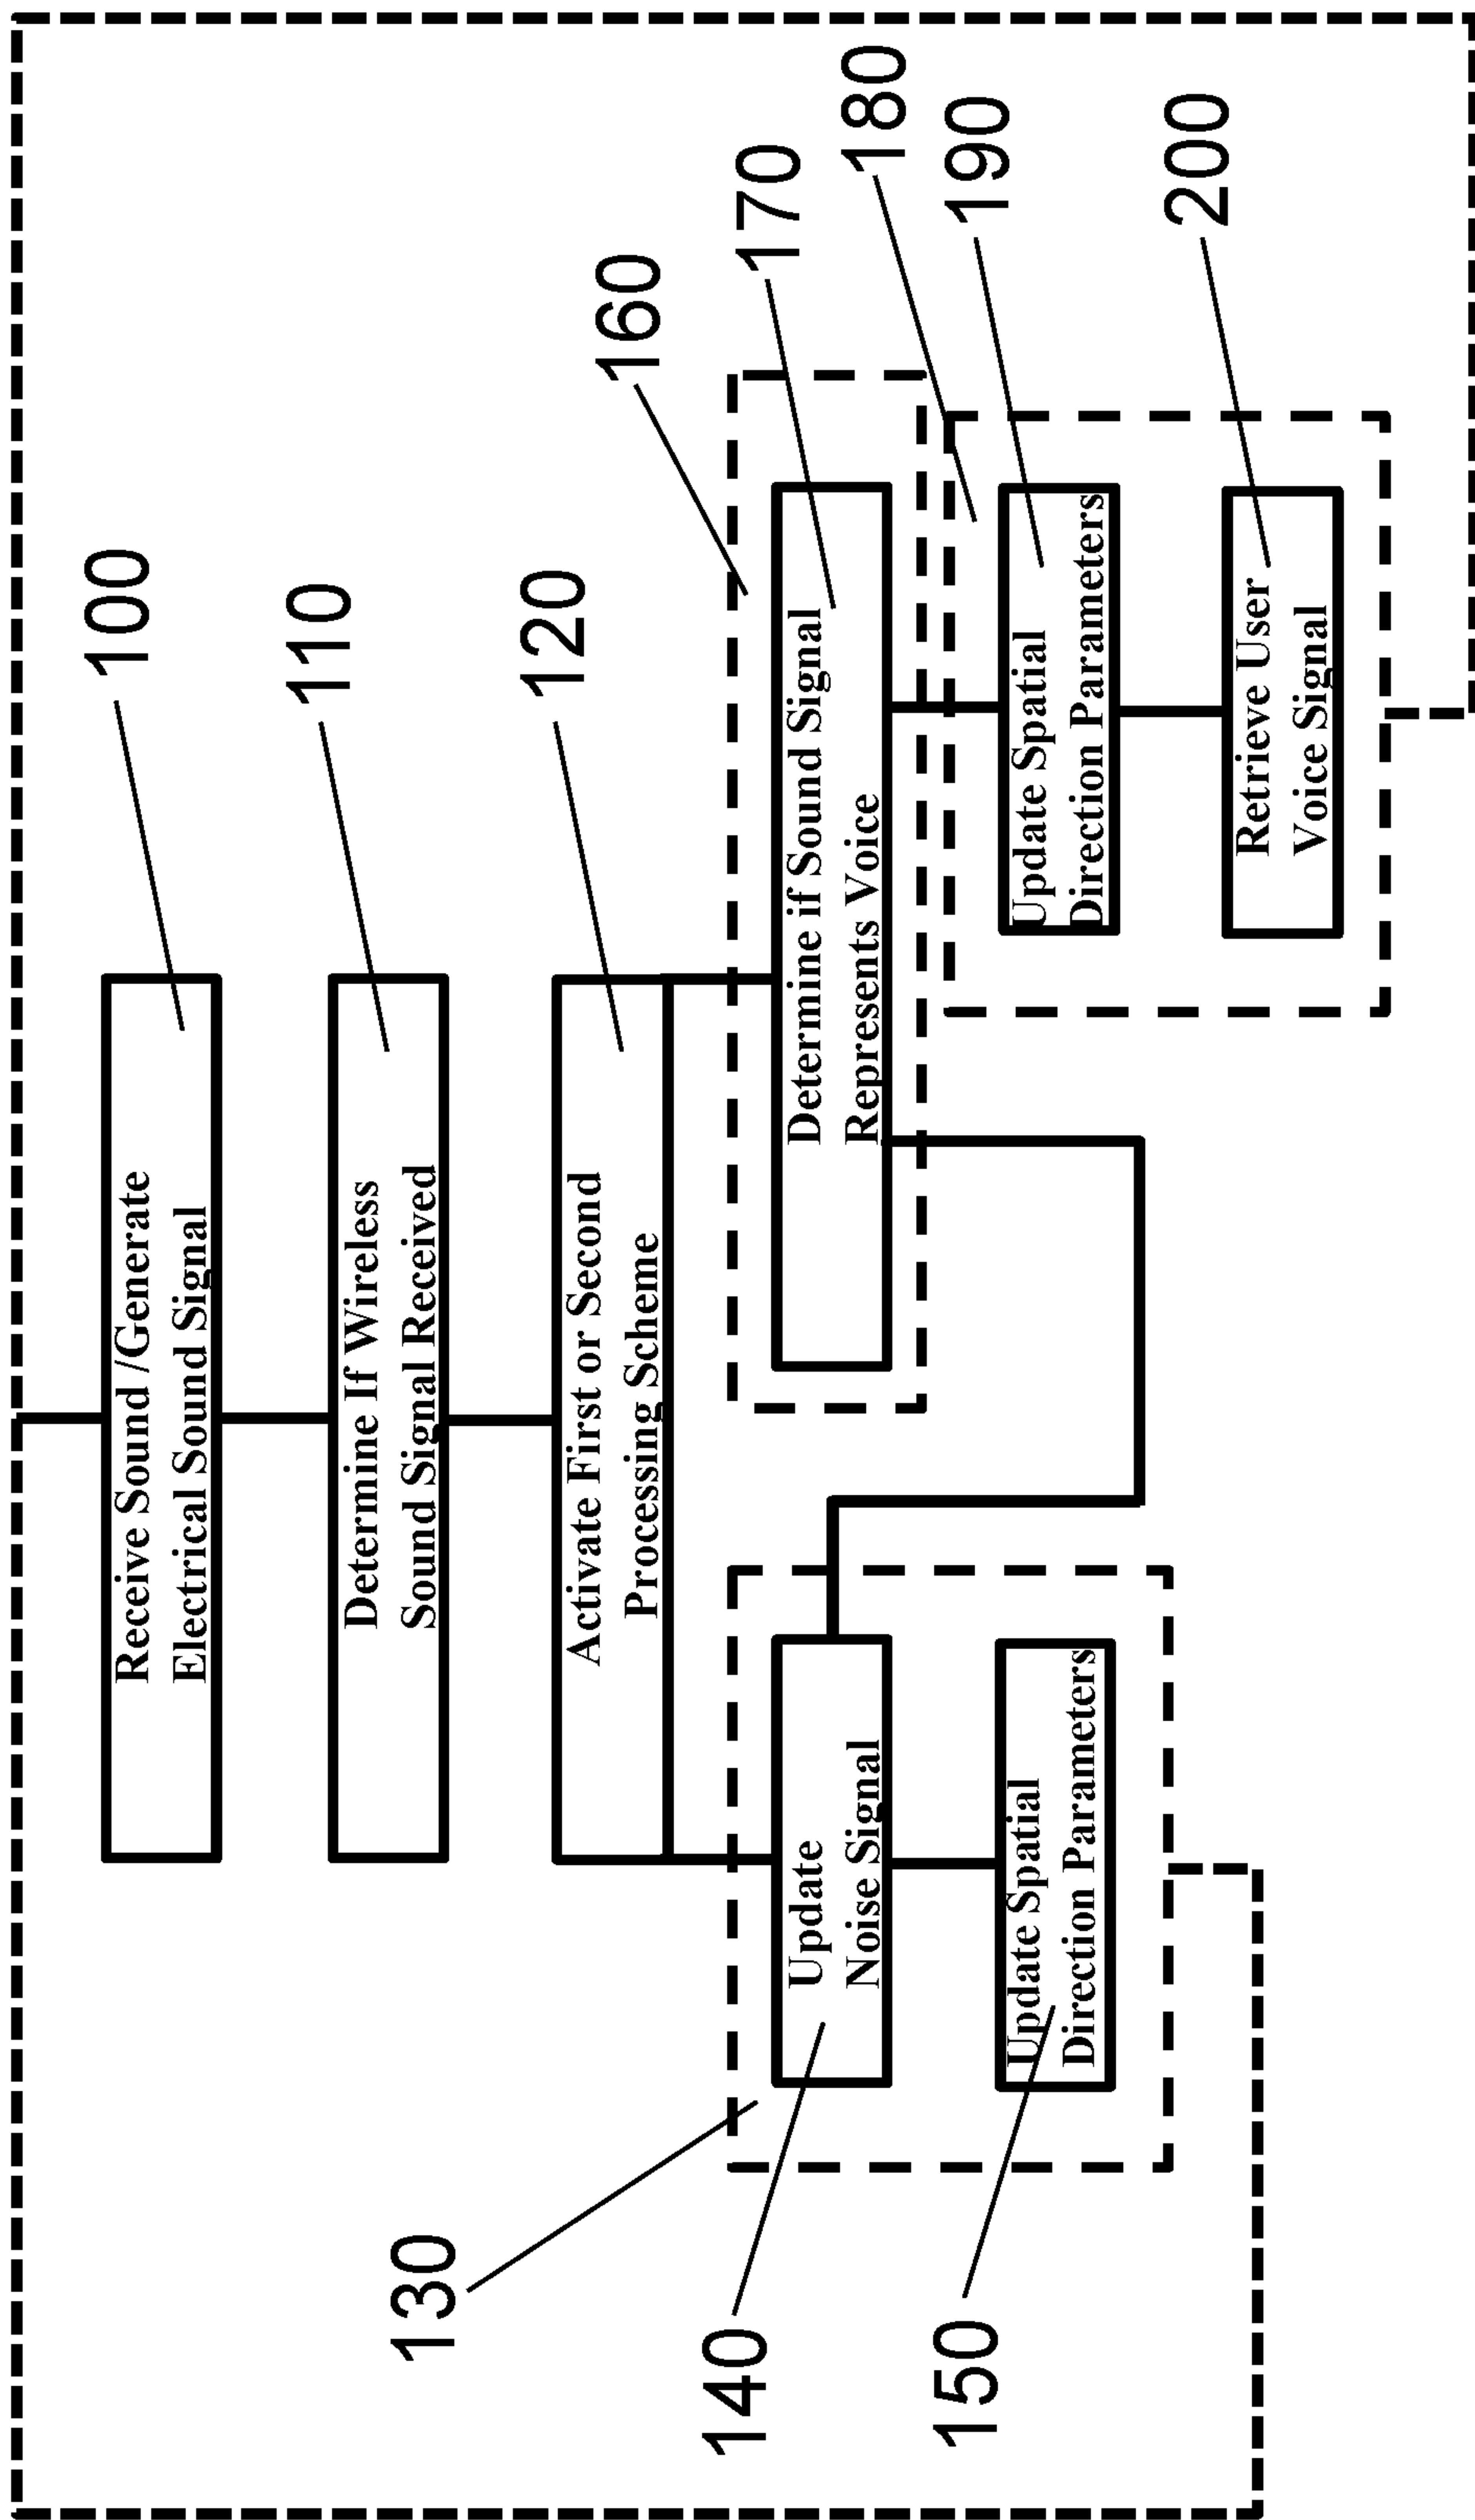 100
Receive Sound /Generate
Electrical Sound Signal
110
Determine If Wireless
Sound Signal Received
120
Activate First or Second
Processing Scheme
130
140
Update
Noise Signal
150
Update Spatial
Direction Parameters
160
170
Determine if Sound Signal
Represents Voice
180
190
Update Spatial
Direction Parameters
200
Retrieve User
Voice Signal